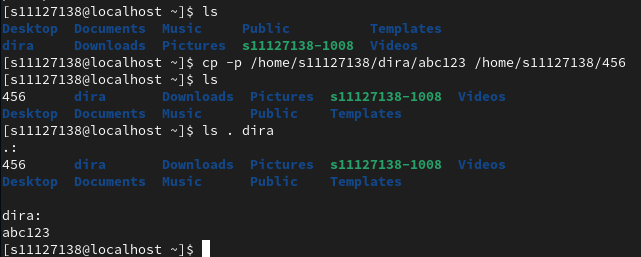 [s11127138@localhost ~]$ ls
Desktop  Documents  Music     Public           Templates
dira     Downloads  Pictures  s11127138-1008  Videos
[s11127138@localhost ~]$ cp -p /home/s11127138/dira/abc123 /home/s11127138/456
[s11127138@localhost ~]$ ls
456      dira       Downloads  Pictures  s11127138-1008  Videos
Desktop  Documents  Music      Public    Templates
[s11127138@localhost ~]$ ls . dira
.:
456      dira       Downloads  Pictures  s11127138-1008  Videos
Desktop  Documents  Music      Public    Templates

dira:
abc123
[s11127138@localhost ~]$